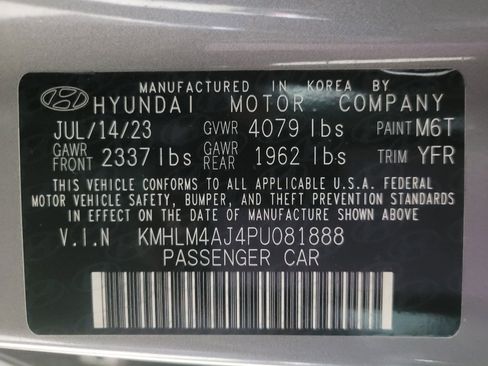 MANUFACTURED IN KOREA BY
HYUNDAI MOTOR COMPANY
JUL/14/23 GVWR 4079 lbs PAINT M6T
GAWR FRONT 2337 lbs GAWR REAR 1962 lbs TRIM YFR
THIS VEHICLE CONFORMS TO ALL APPLICABLE U.S.A. FEDERAL
MOTOR VEHICLE SAFETY, BUMPER, AND THEFT PREVENTION STANDARDS
IN EFFECT ON THE DATE OF MANUFACTURE SHOWN ABOVE.
V.I.N KMHLM4AJ4PU081888
PASSENGER CAR